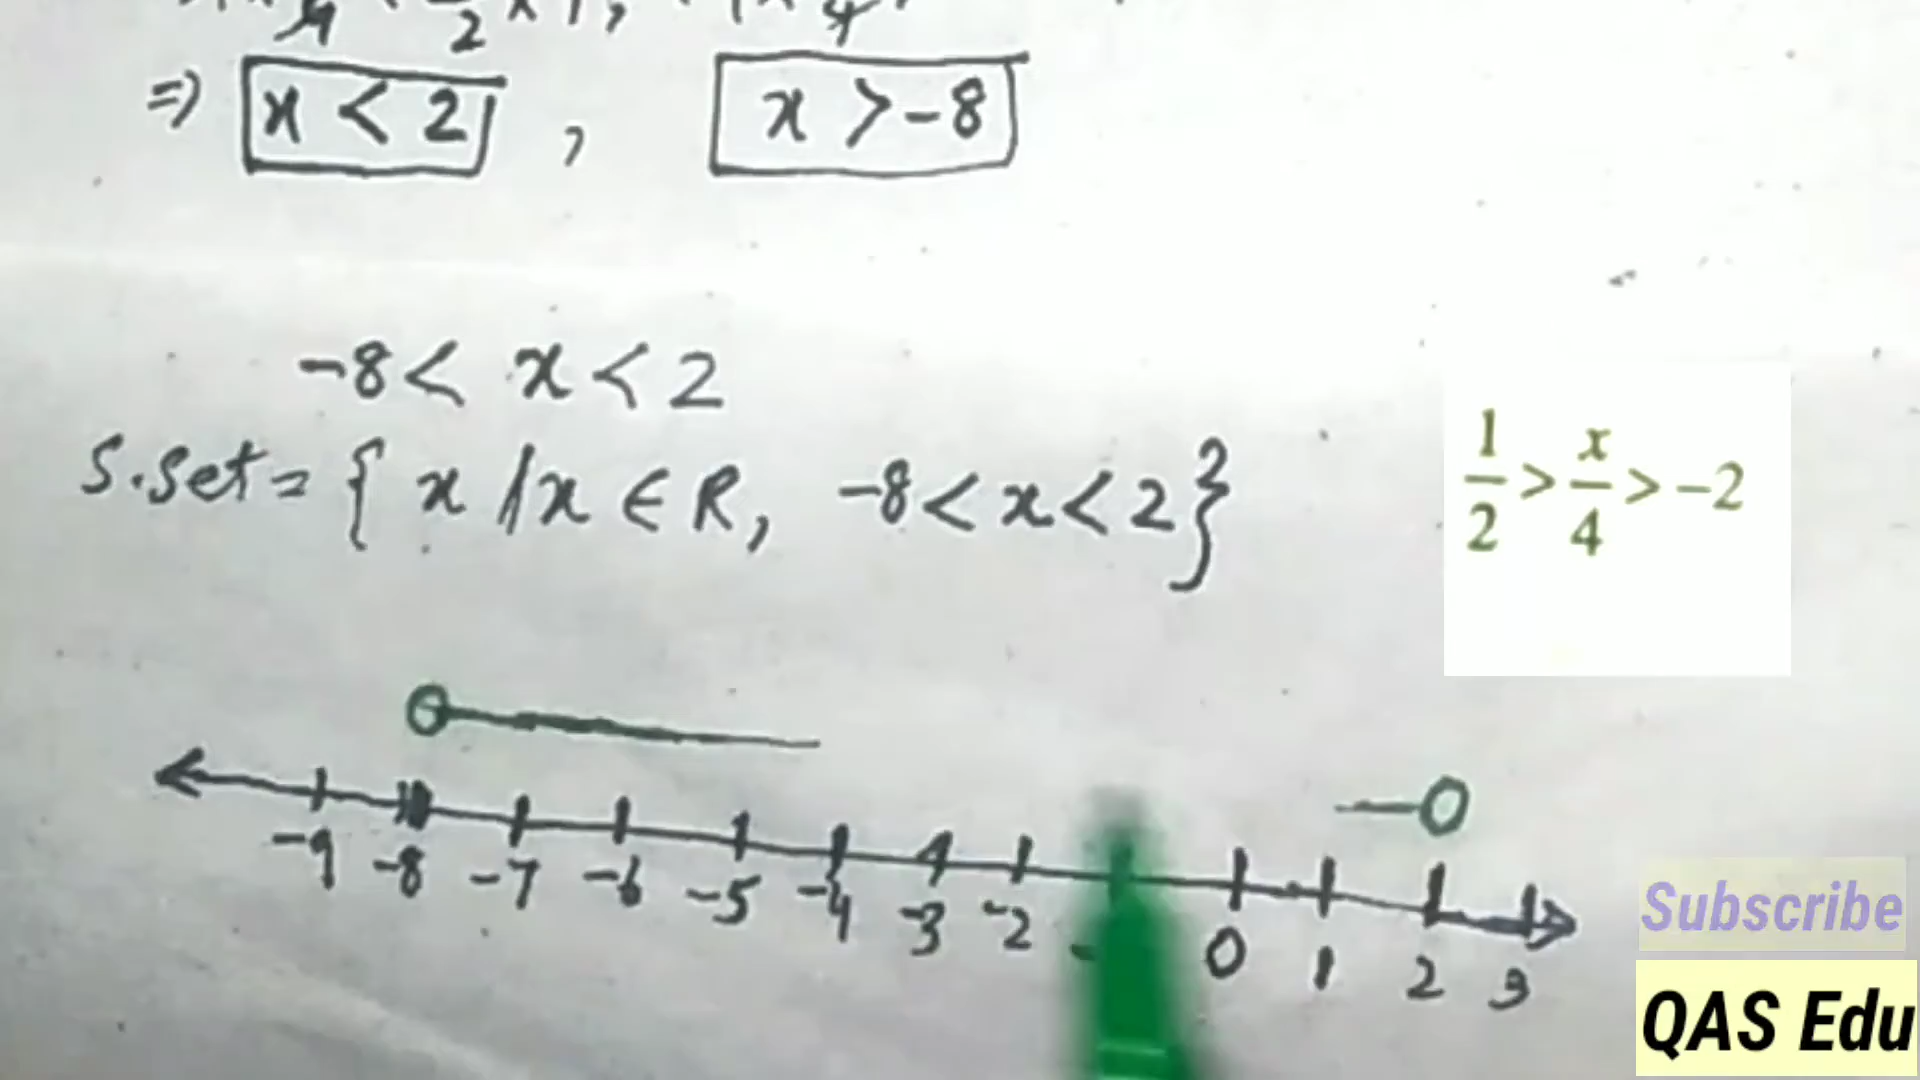 ⇒ x < 2 , x > -8
-8 < x < 2
S.Set = { x / x ∈ R, -8 < x < 2 }
1/2 > x/4 > -2
-9 -8 -7 -6 -5 -4 -3 -2 0 1 2 3
Subscribe
QAS Edu